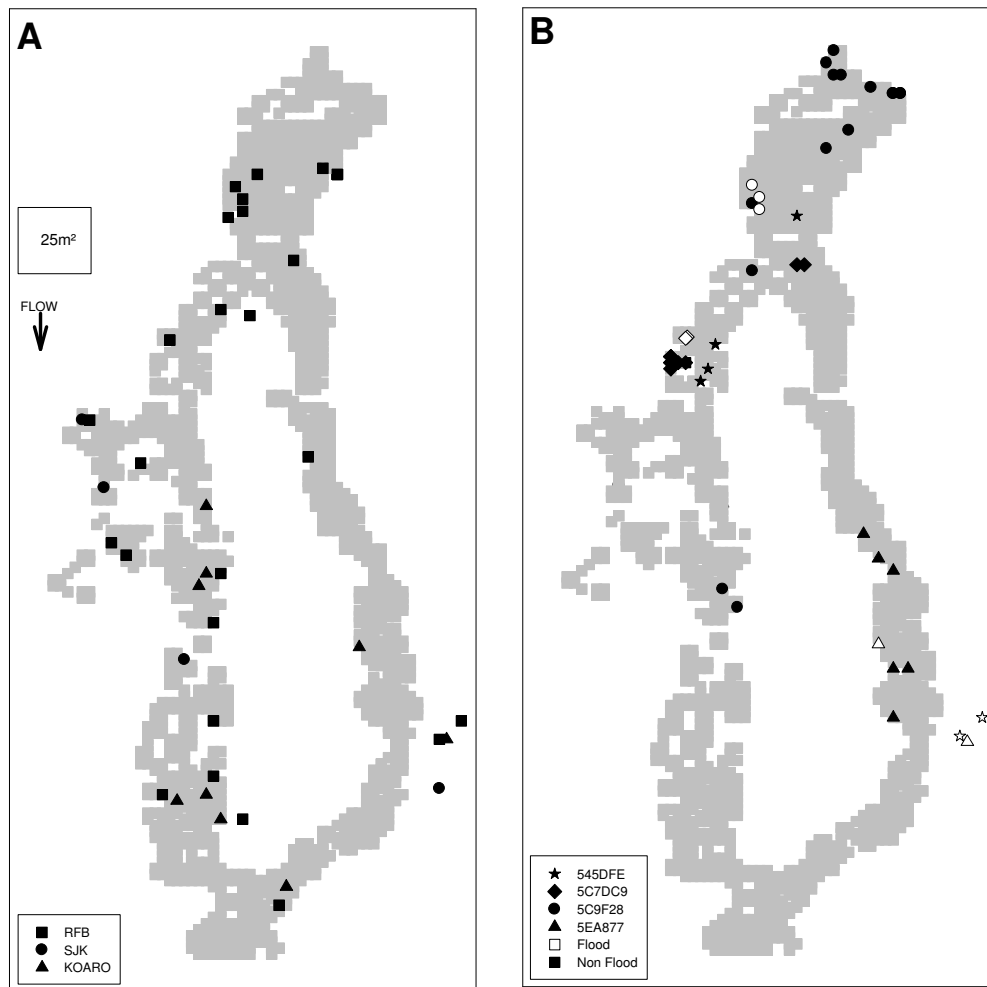 A
25m²
FLOW
RFB
SJK
KOARO
B
545DFE
5C7DC9
5C9F28
5EA877
Flood
Non Flood